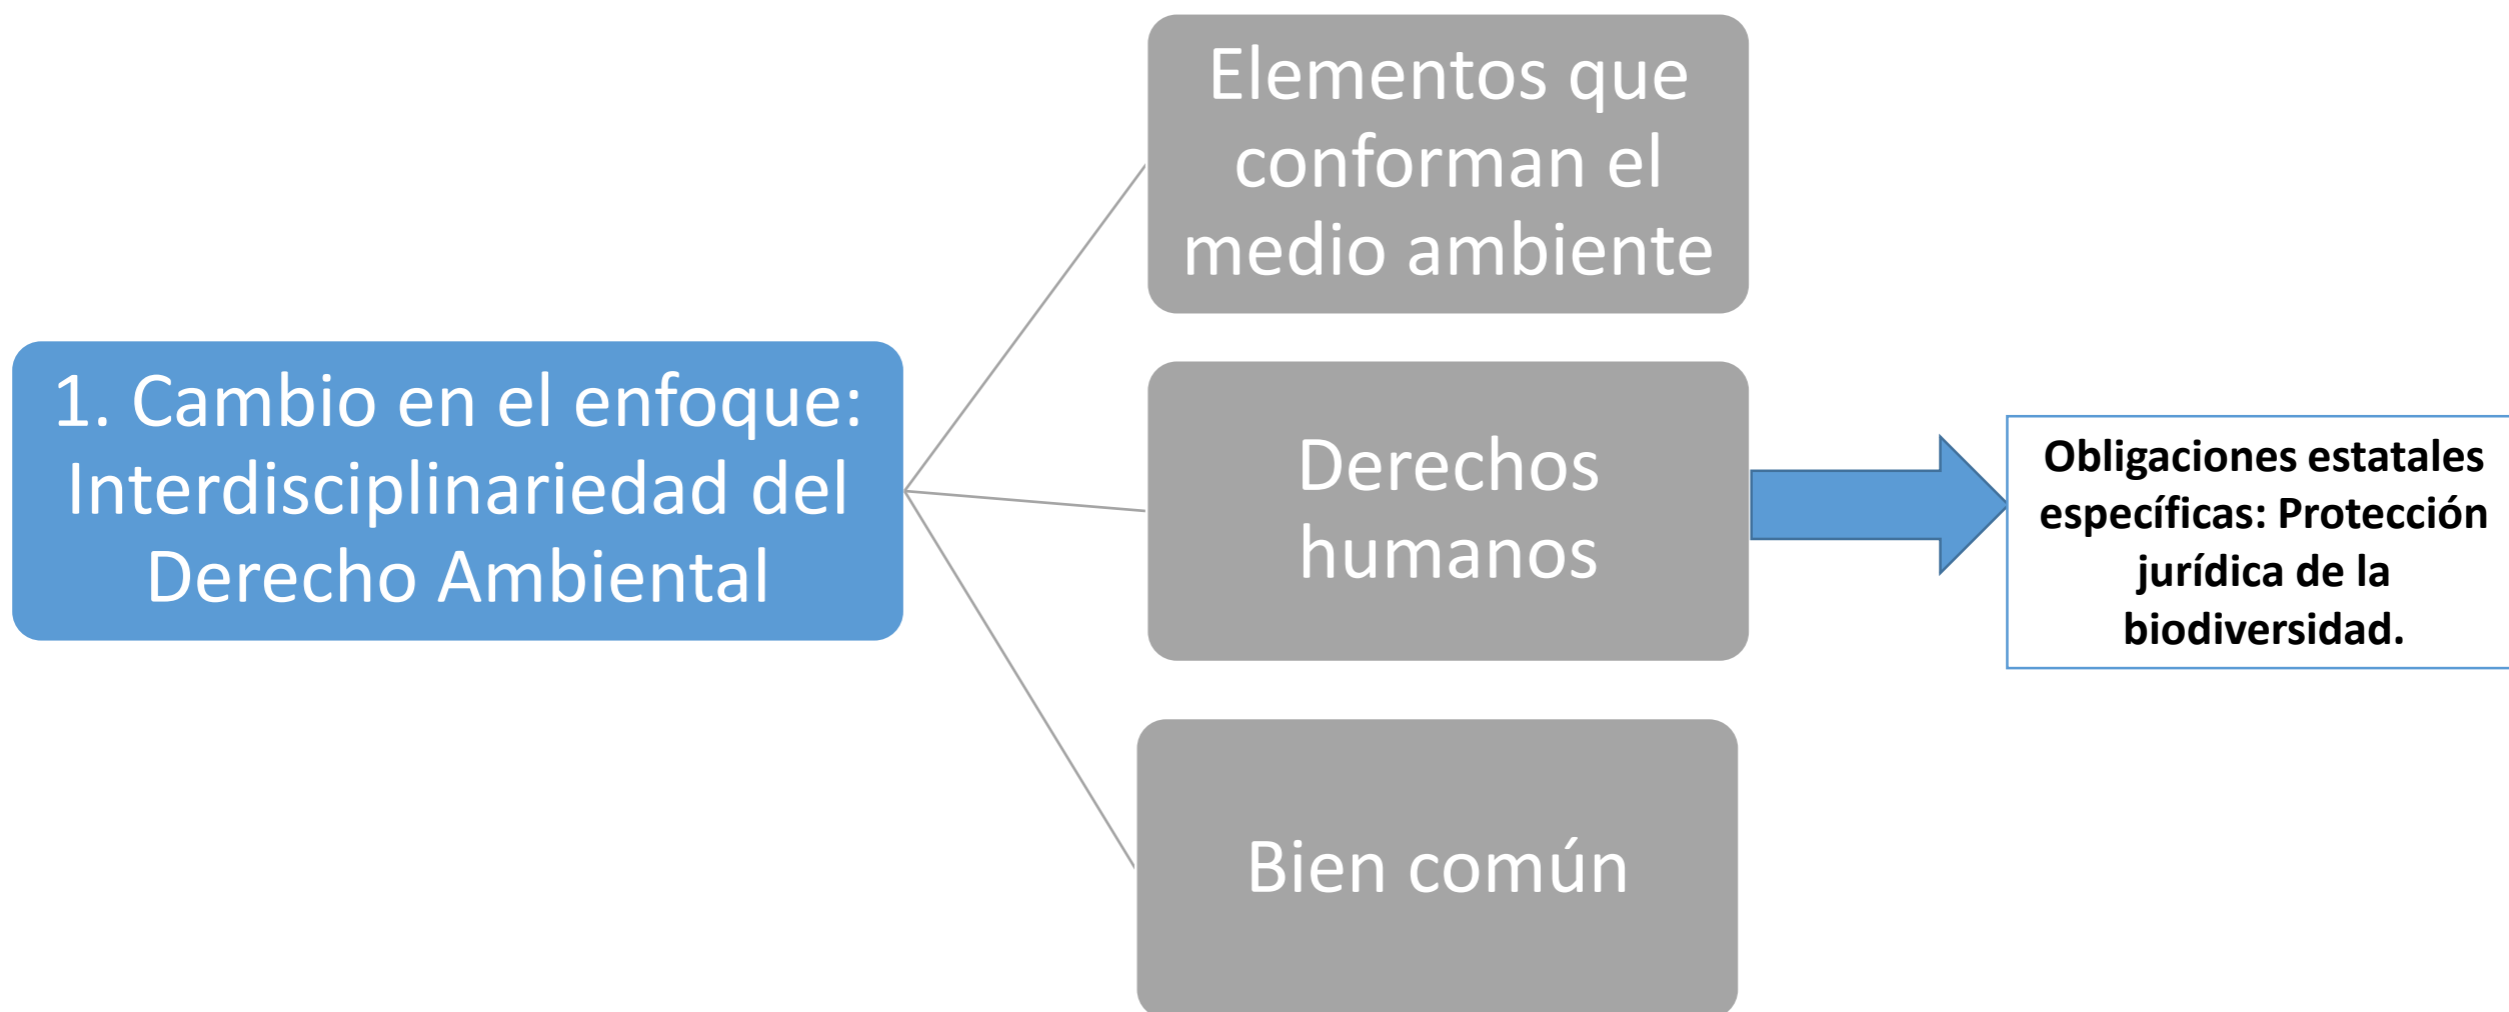 1. Cambio en el enfoque:
Interdisciplinariedad del
Derecho Ambiental
Elementos que
conforman el
medio ambiente
Derechos
humanos
Bien común
Obligaciones estatales
específicas: Protección
jurídica de la
biodiversidad.